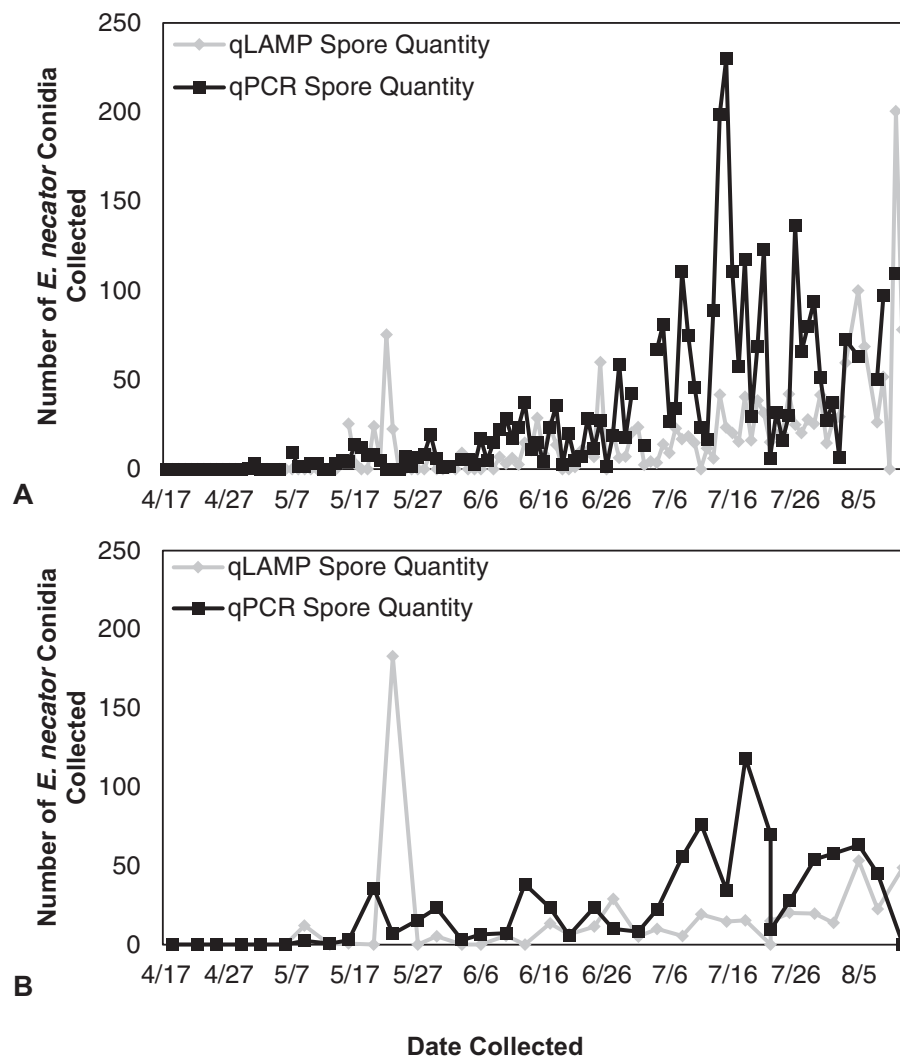 250
200
150
100
50
0
Number of E. necator Conidia
Collected
qLAMP Spore Quantity
qPCR Spore Quantity
A
4/17 4/27 5/7 5/17 5/27 6/6 6/16 6/26 7/6 7/16 7/26 8/5
250
200
150
100
50
0
Number of E. necator Conidia
Collected
qLAMP Spore Quantity
qPCR Spore Quantity
B
4/17 4/27 5/7 5/17 5/27 6/6 6/16 6/26 7/6 7/16 7/26 8/5
Date Collected